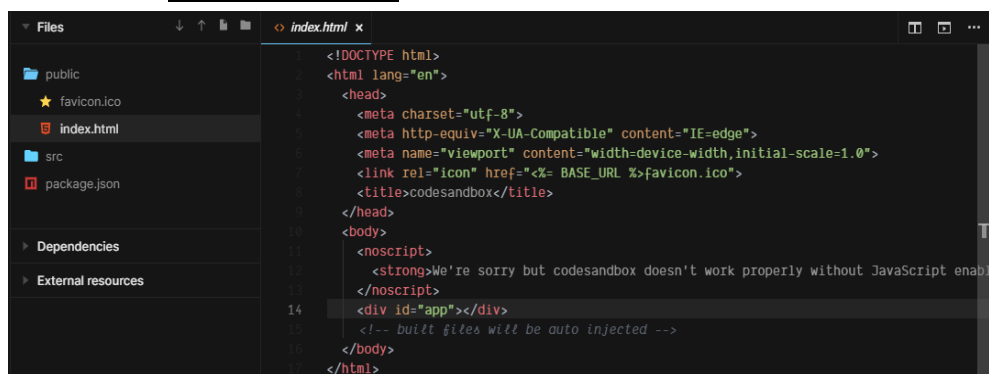 Files
index.html ×
public
favicon.ico
index.html
src
package.json
Dependencies
External resources
1 <!DOCTYPE html>
2 <html lang="en">
3 <head>
4 <meta charset="utf-8">
5 <meta http-equiv="X-UA-Compatible" content="IE=edge">
6 <meta name="viewport" content="width=device-width,initial-scale=1.0">
7 <link rel="icon" href="<%= BASE_URL %>favicon.ico">
8 <title>codesandbox</title>
9 </head>
10 <body>
11 <noscript>
12 <strong>We're sorry but codesandbox doesn't work properly without JavaScript enabl
13 </noscript>
14 <div id="app"></div>
15 <!-- built files will be auto injected -->
16 </body>
17 </html>